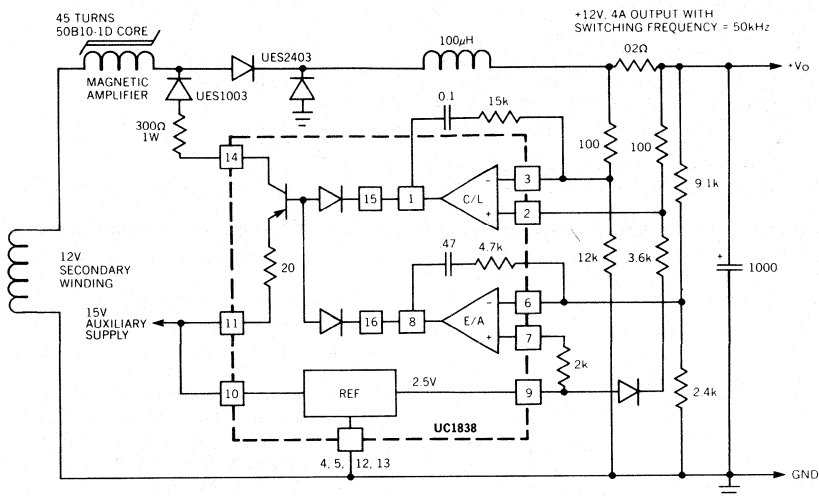 45 TURNS
50B10-1D CORE
MAGNETIC
AMPLIFIER
UES2403
UES1003
300Ω
1W
100µH
+12V, 4A OUTPUT WITH
SWITCHING FREQUENCY = 50kHz
02Ω
+VO
0.1
15k
100
100
9.1k
14
15
1
C/L
-
+
3
2
12k
3.6k
+
1000
20
.47
4.7k
12V
SECONDARY
WINDING
15V
AUXILIARY
SUPPLY
11
16
8
E/A
-
+
6
7
2k
2.4k
10
REF
2.5V
9
UC1838
4, 5, 12, 13
GND